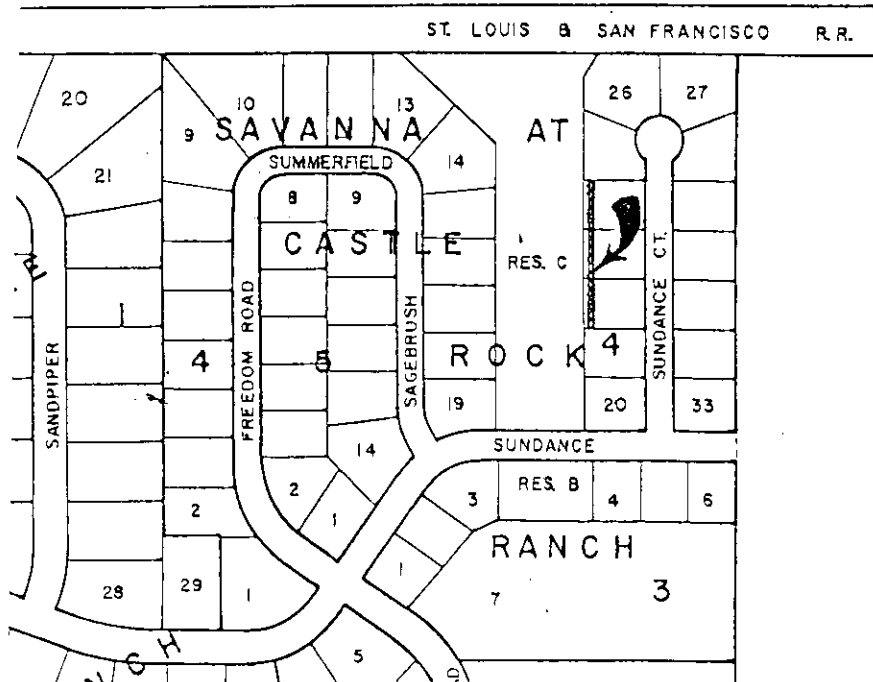 ST. LOUIS & SAN FRANCISCO R.R.
20
10
13
26
27
9
SAVANNA AT
SUMMERFIELD
14
21
8
9
CASTLE
RES. C
SUNDANCE CT.
FREEDOM ROAD
SAGEBRUSH
SANDPIPER
4
5
ROCK
4
19
20
33
SUNDANCE
14
2
2
1
3
RES. B
4
6
RANCH
1
28
29
1
7
3
5